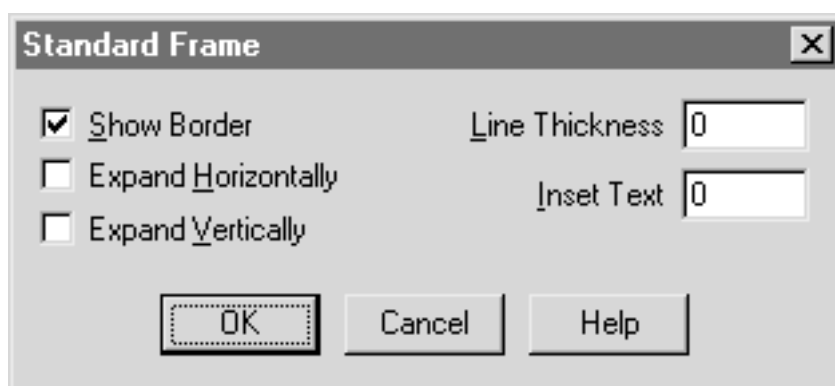 Standard Frame
Show Border
Line Thickness 0
Expand Horizontally
Inset Text 0
Expand Vertically
OK Cancel Help